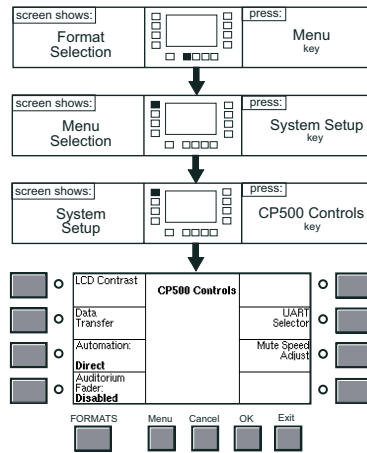 screen shows:
press:
Format
Selection
Menu
key
screen shows:
press:
Menu
Selection
System Setup
key
screen shows:
press:
System
Setup
CP500 Controls
key
LCD Contrast
CP500 Controls
Data
Transfer
UART
Selector
Automation:
Direct
Mute Speed
Adjust
Auditorium
Fader:
Disabled
FORMATS
Menu
Cancel
OK
Exit